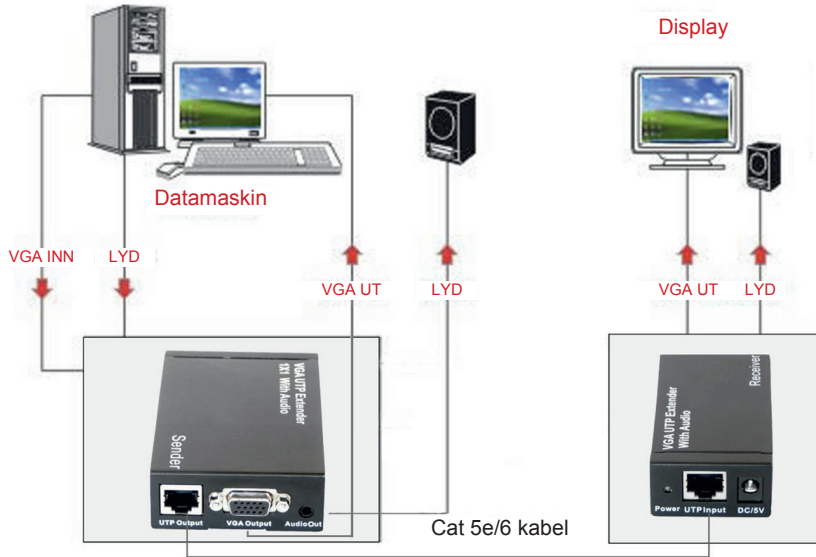 Display
Datamaskin
VGA INN
LYD
VGA UT
LYD
VGA UT
LYD
VGA UTP Extender
1X1 With Audio
Sender
UTP Output
VGA Output
AudioOut
Cat 5e/6 kabel
Receiver
VGA UTP Extender
With Audio
Power
UTP Input
DC/5V